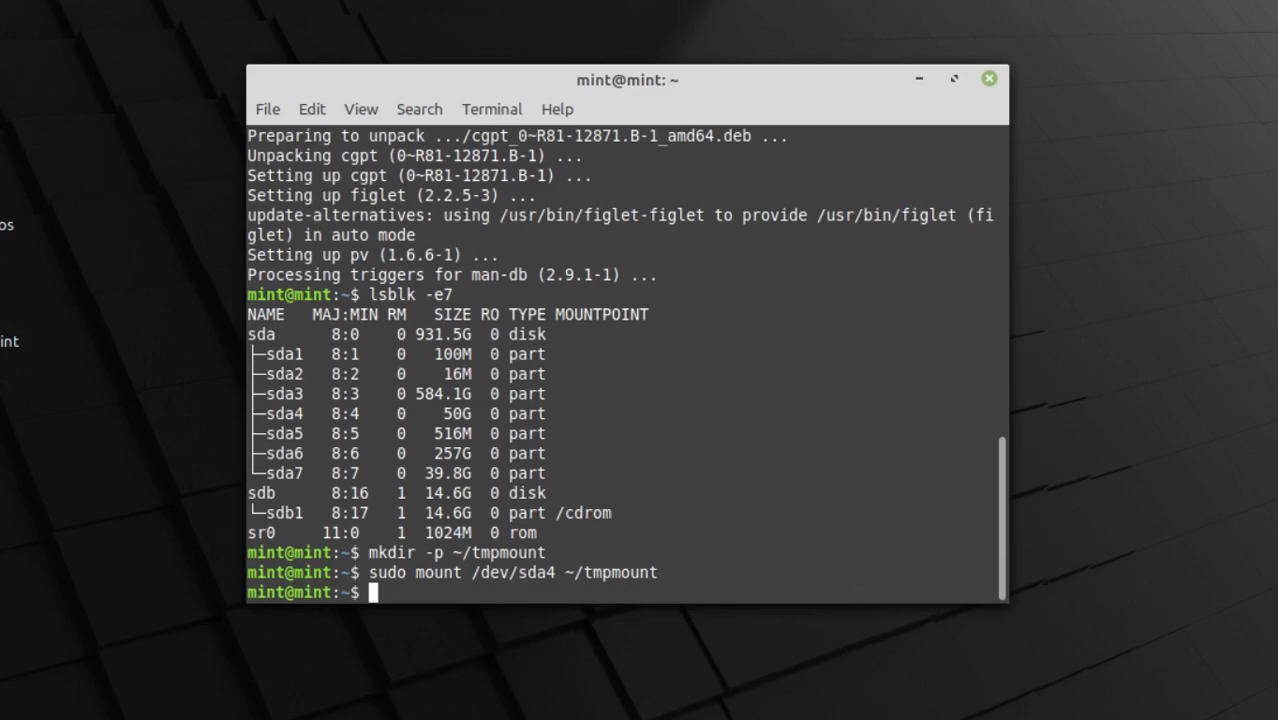 mint@mint: ~
File Edit View Search Terminal Help
Preparing to unpack .../cgpt_0~R81-12871.B-1_amd64.deb ...
Unpacking cgpt (0~R81-12871.B-1) ...
Setting up cgpt (0~R81-12871.B-1) ...
Setting up figlet (2.2.5-3) ...
update-alternatives: using /usr/bin/figlet-figlet to provide /usr/bin/figlet (fi
glet) in auto mode
Setting up pv (1.6.6-1) ...
Processing triggers for man-db (2.9.1-1) ...
mint@mint:~$ lsblk -e7
NAME   MAJ:MIN RM   SIZE RO TYPE MOUNTPOINT
sda      8:0    0 931.5G  0 disk
├─sda1   8:1    0   100M  0 part
├─sda2   8:2    0    16M  0 part
├─sda3   8:3    0 584.1G  0 part
├─sda4   8:4    0    50G  0 part
├─sda5   8:5    0   516M  0 part
├─sda6   8:6    0   257G  0 part
└─sda7   8:7    0  39.8G  0 part
sdb      8:16   1  14.6G  0 disk
└─sdb1   8:17   1  14.6G  0 part /cdrom
sr0     11:0    1  1024M  0 rom
mint@mint:~$ mkdir -p ~/tmpmount
mint@mint:~$ sudo mount /dev/sda4 ~/tmpmount
mint@mint:~$
os
int